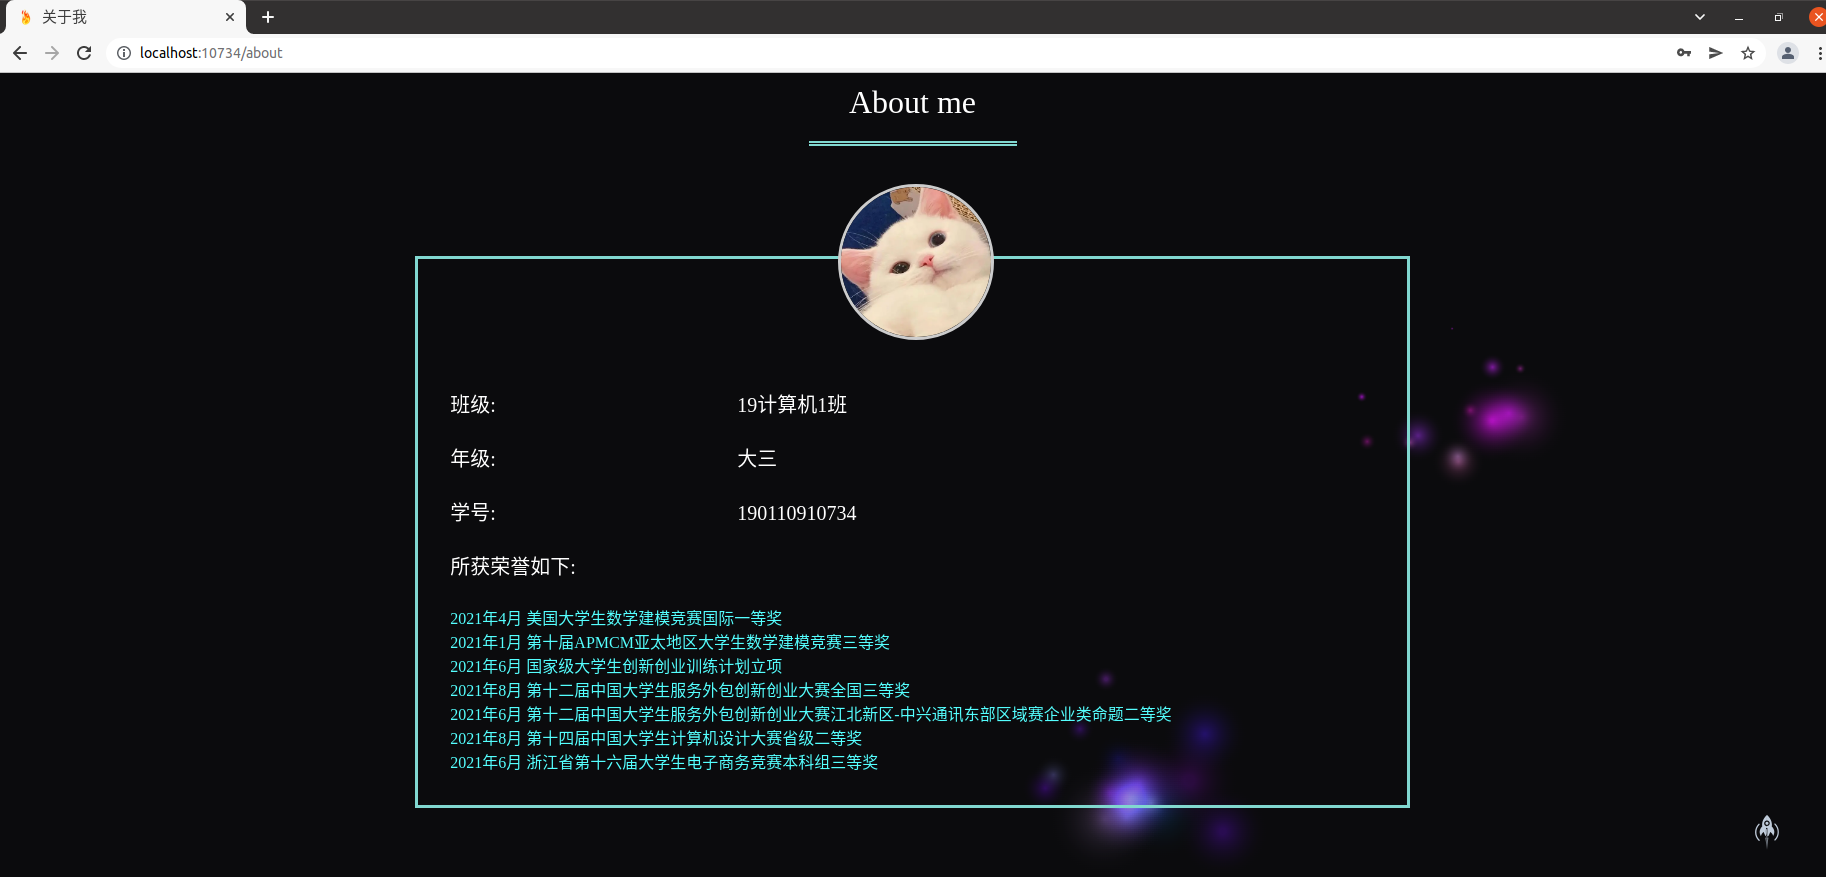 关于我
localhost:10734/about
About me
班级: 19计算机1班
年级: 大三
学号: 190110910734
所获荣誉如下:
2021年4月 美国大学生数学建模竞赛国际一等奖
2021年1月 第十届APMCM亚太地区大学生数学建模竞赛三等奖
2021年6月 国家级大学生创新创业训练计划立项
2021年8月 第十二届中国大学生服务外包创新创业大赛全国三等奖
2021年6月 第十二届中国大学生服务外包创新创业大赛江北新区-中兴通讯东部区域赛企业类命题二等奖
2021年8月 第十四届中国大学生计算机设计大赛省级二等奖
2021年6月 浙江省第十六届大学生电子商务竞赛本科组三等奖